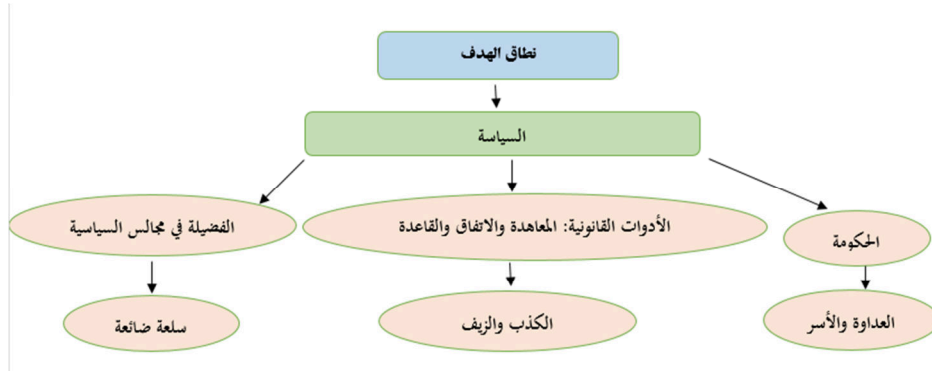 نطاق الهدف
السياسة
الحكومة
الأدوات القانونية: المعاهدة والاتفاق والقاعدة
الفضيلة في مجالس السياسية
العداوة والأسر
الكذب والزيف
سلعة ضائعة